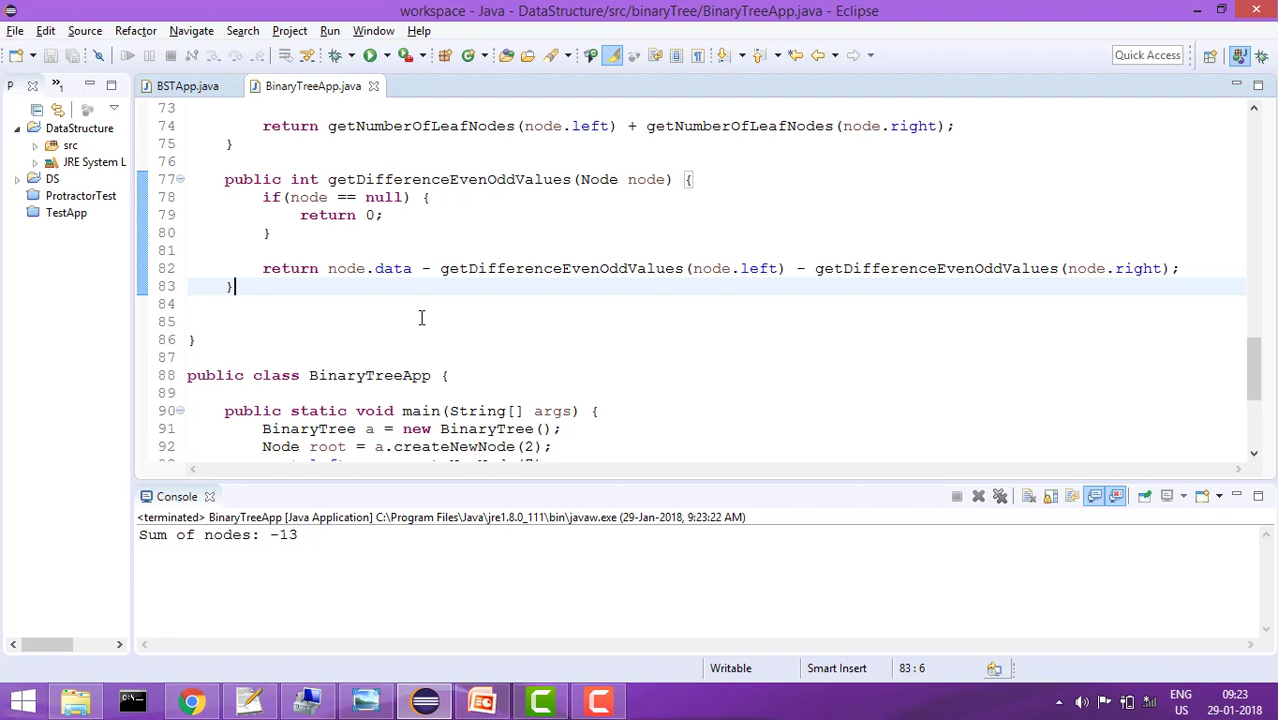 workspace - Java - DataStructure/src/binaryTree/BinaryTreeApp.java - Eclipse
File Edit Source Refactor Navigate Search Project Run Window Help
Quick Access
P
DataStructure
src
JRE System L
DS
ProtractorTest
TestApp
BSTApp.java BinaryTreeApp.java
73
74 return getNumberOfLeafNodes(node.left) + getNumberOfLeafNodes(node.right);
75 }
76
77 public int getDifferenceEvenOddValues(Node node) {
78 if(node == null) {
79 return 0;
80 }
81
82 return node.data - getDifferenceEvenOddValues(node.left) - getDifferenceEvenOddValues(node.right);
83 }
84
85
86 }
87
88 public class BinaryTreeApp {
89
90 public static void main(String[] args) {
91 BinaryTree a = new BinaryTree();
92 Node root = a.createNewNode(2);
Console
<terminated> BinaryTreeApp [Java Application] C:\Program Files\Java\jre1.8.0_111\bin\javaw.exe (29-Jan-2018, 9:23:22 AM)
Sum of nodes: -13
Writable Smart Insert 83 : 6
ENG 09:23
US 29-01-2018